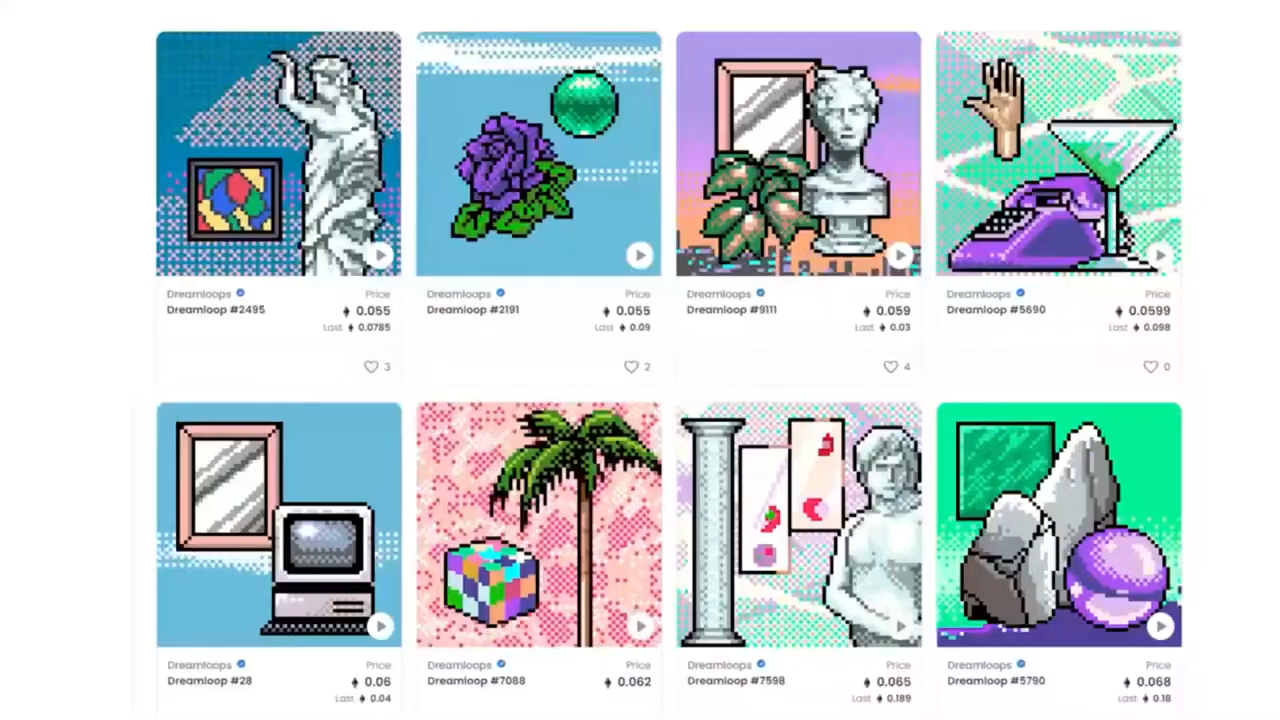 Dreamloops Price
Dreamloop #2495 0.055
Last 0.0785
3
Dreamloops Price
Dreamloop #2191 0.055
Last 0.09
2
Dreamloops Price
Dreamloop #9111 0.059
Last 0.03
4
Dreamloops Price
Dreamloop #5690 0.0599
Last 0.098
0
Dreamloops Price
Dreamloop #28 0.06
Last 0.04
Dreamloops Price
Dreamloop #7088 0.062
Dreamloops Price
Dreamloop #7598 0.065
Last 0.189
Dreamloops Price
Dreamloop #5790 0.068
Last 0.18